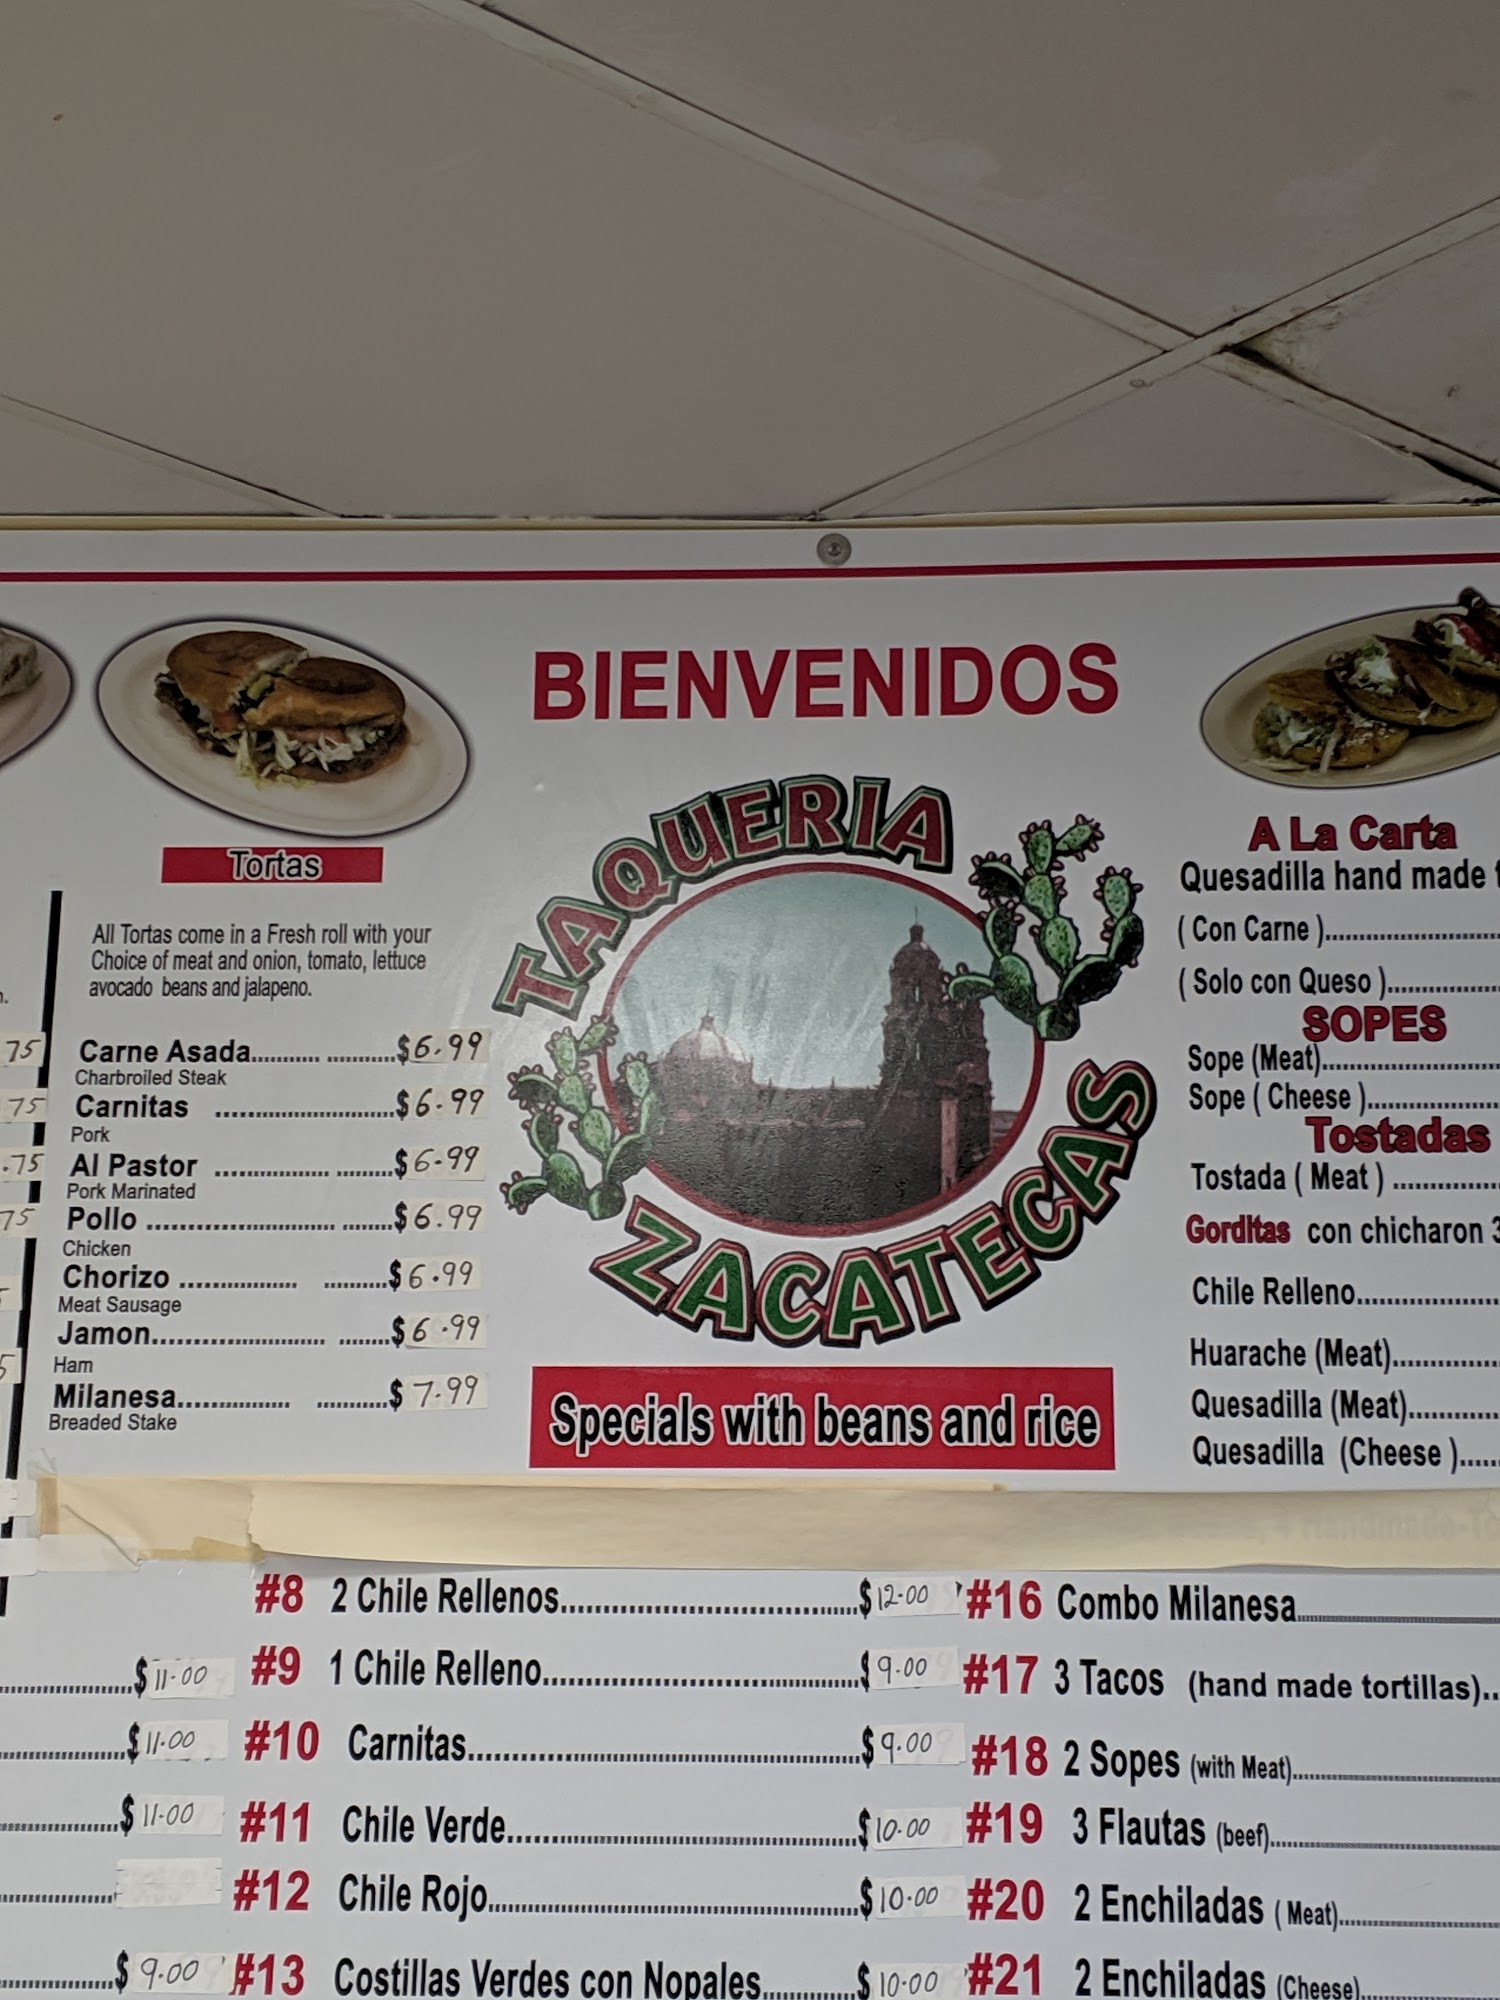 BIENVENIDOS
TAQUERIA
ZACATECAS
Specials with beans and rice
Tortas
All Tortas come in a Fresh roll with your
Choice of meat and onion, tomato, lettuce
avocado beans and jalapeno.
75
Carne Asada.......... ..........$6.99
Charbroiled Steak
75
Carnitas ..........................$6.99
Pork
.75
Al Pastor ................. ........$6.99
Pork Marinated
75
Pollo ............................ .......$6.99
Chicken
Chorizo ................. .........$6.99
Meat Sausage
Jamon......................... .......$6.99
Ham
5
Milanesa................ ..........$7.99
Breaded Stake
A La Carta
Quesadilla hand made
( Con Carne )....................
( Solo con Queso )..............
SOPES
Sope (Meat)......................
Sope ( Cheese )................
Tostadas
Tostada ( Meat ) ..............
Gorditas con chicharon 3
Chile Relleno..................
Huarache (Meat).............
Quesadilla (Meat)...........
Quesadilla (Cheese )......
#8 2 Chile Rellenos....................................$12.00
#9 1 Chile Relleno......................................$9.00
#10 Carnitas................................................$9.00
#11 Chile Verde...........................................$10.00
#12 Chile Rojo.............................................$10.00
#13 Costillas Verdes con Nopales..........$10.00
$11.00
$11.00
$11.00
$9.00
#16 Combo Milanesa..........................
#17 3 Tacos (hand made tortillas)..
#18 2 Sopes (with Meat)..........................
#19 3 Flautas (beef)..............................
#20 2 Enchiladas ( Meat)....................
#21 2 Enchiladas (Cheese)..................